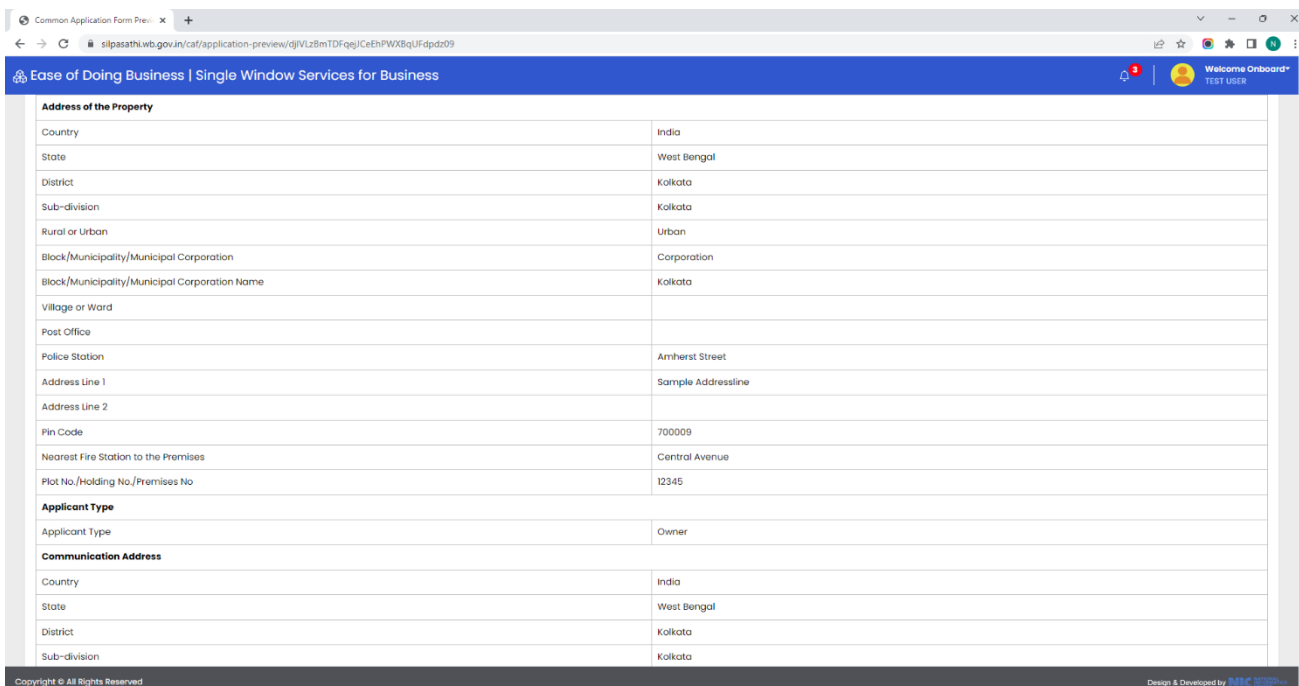 Common Application Form Previ
silpasathi.wb.gov.in/caf/application-preview/djlVLzBmTDFqejJCeEhPWXBqUFdpdz09
N
Ease of Doing Business | Single Window Services for Business
3
Welcome Onboard
TEST USER
Address of the Property
Country India
State West Bengal
District Kolkata
Sub-division Kolkata
Rural or Urban Urban
Block/Municipality/Municipal Corporation Corporation
Block/Municipality/Municipal Corporation Name Kolkata
Village or Ward
Post Office
Police Station Amherst Street
Address Line 1 Sample Addressline
Address Line 2
Pin Code 700009
Nearest Fire Station to the Premises Central Avenue
Plot No./Holding No./Premises No 12345
Applicant Type
Applicant Type Owner
Communication Address
Country India
State West Bengal
District Kolkata
Sub-division Kolkata
Copyright © All Rights Reserved
Design & Developed by NIC